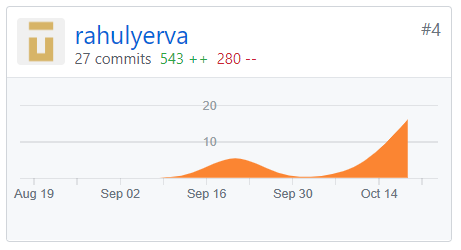 rahulyerva
#4
27 commits 543 ++ 280 --
20
10
Aug 19 Sep 02 Sep 16 Sep 30 Oct 14